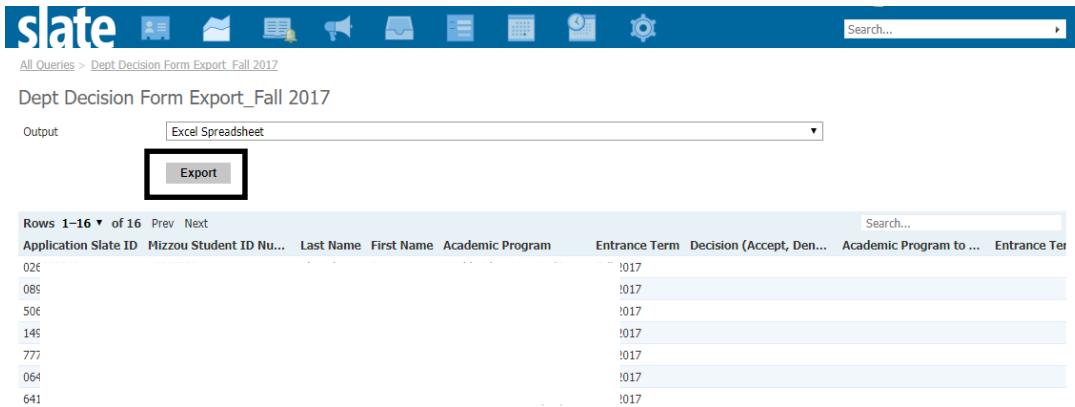 slate Search...
All Queries > Dept Decision Form Export_Fall 2017
Dept Decision Form Export_Fall 2017
Output Excel Spreadsheet
Export
Rows 1–16 of 16 Prev Next Search...
Application Slate ID Mizzou Student ID Nu... Last Name First Name Academic Program Entrance Term Decision (Accept, Den... Academic Program to ... Entrance Ter
026 2017
089 2017
506 2017
149 2017
777 2017
064 2017
641 2017